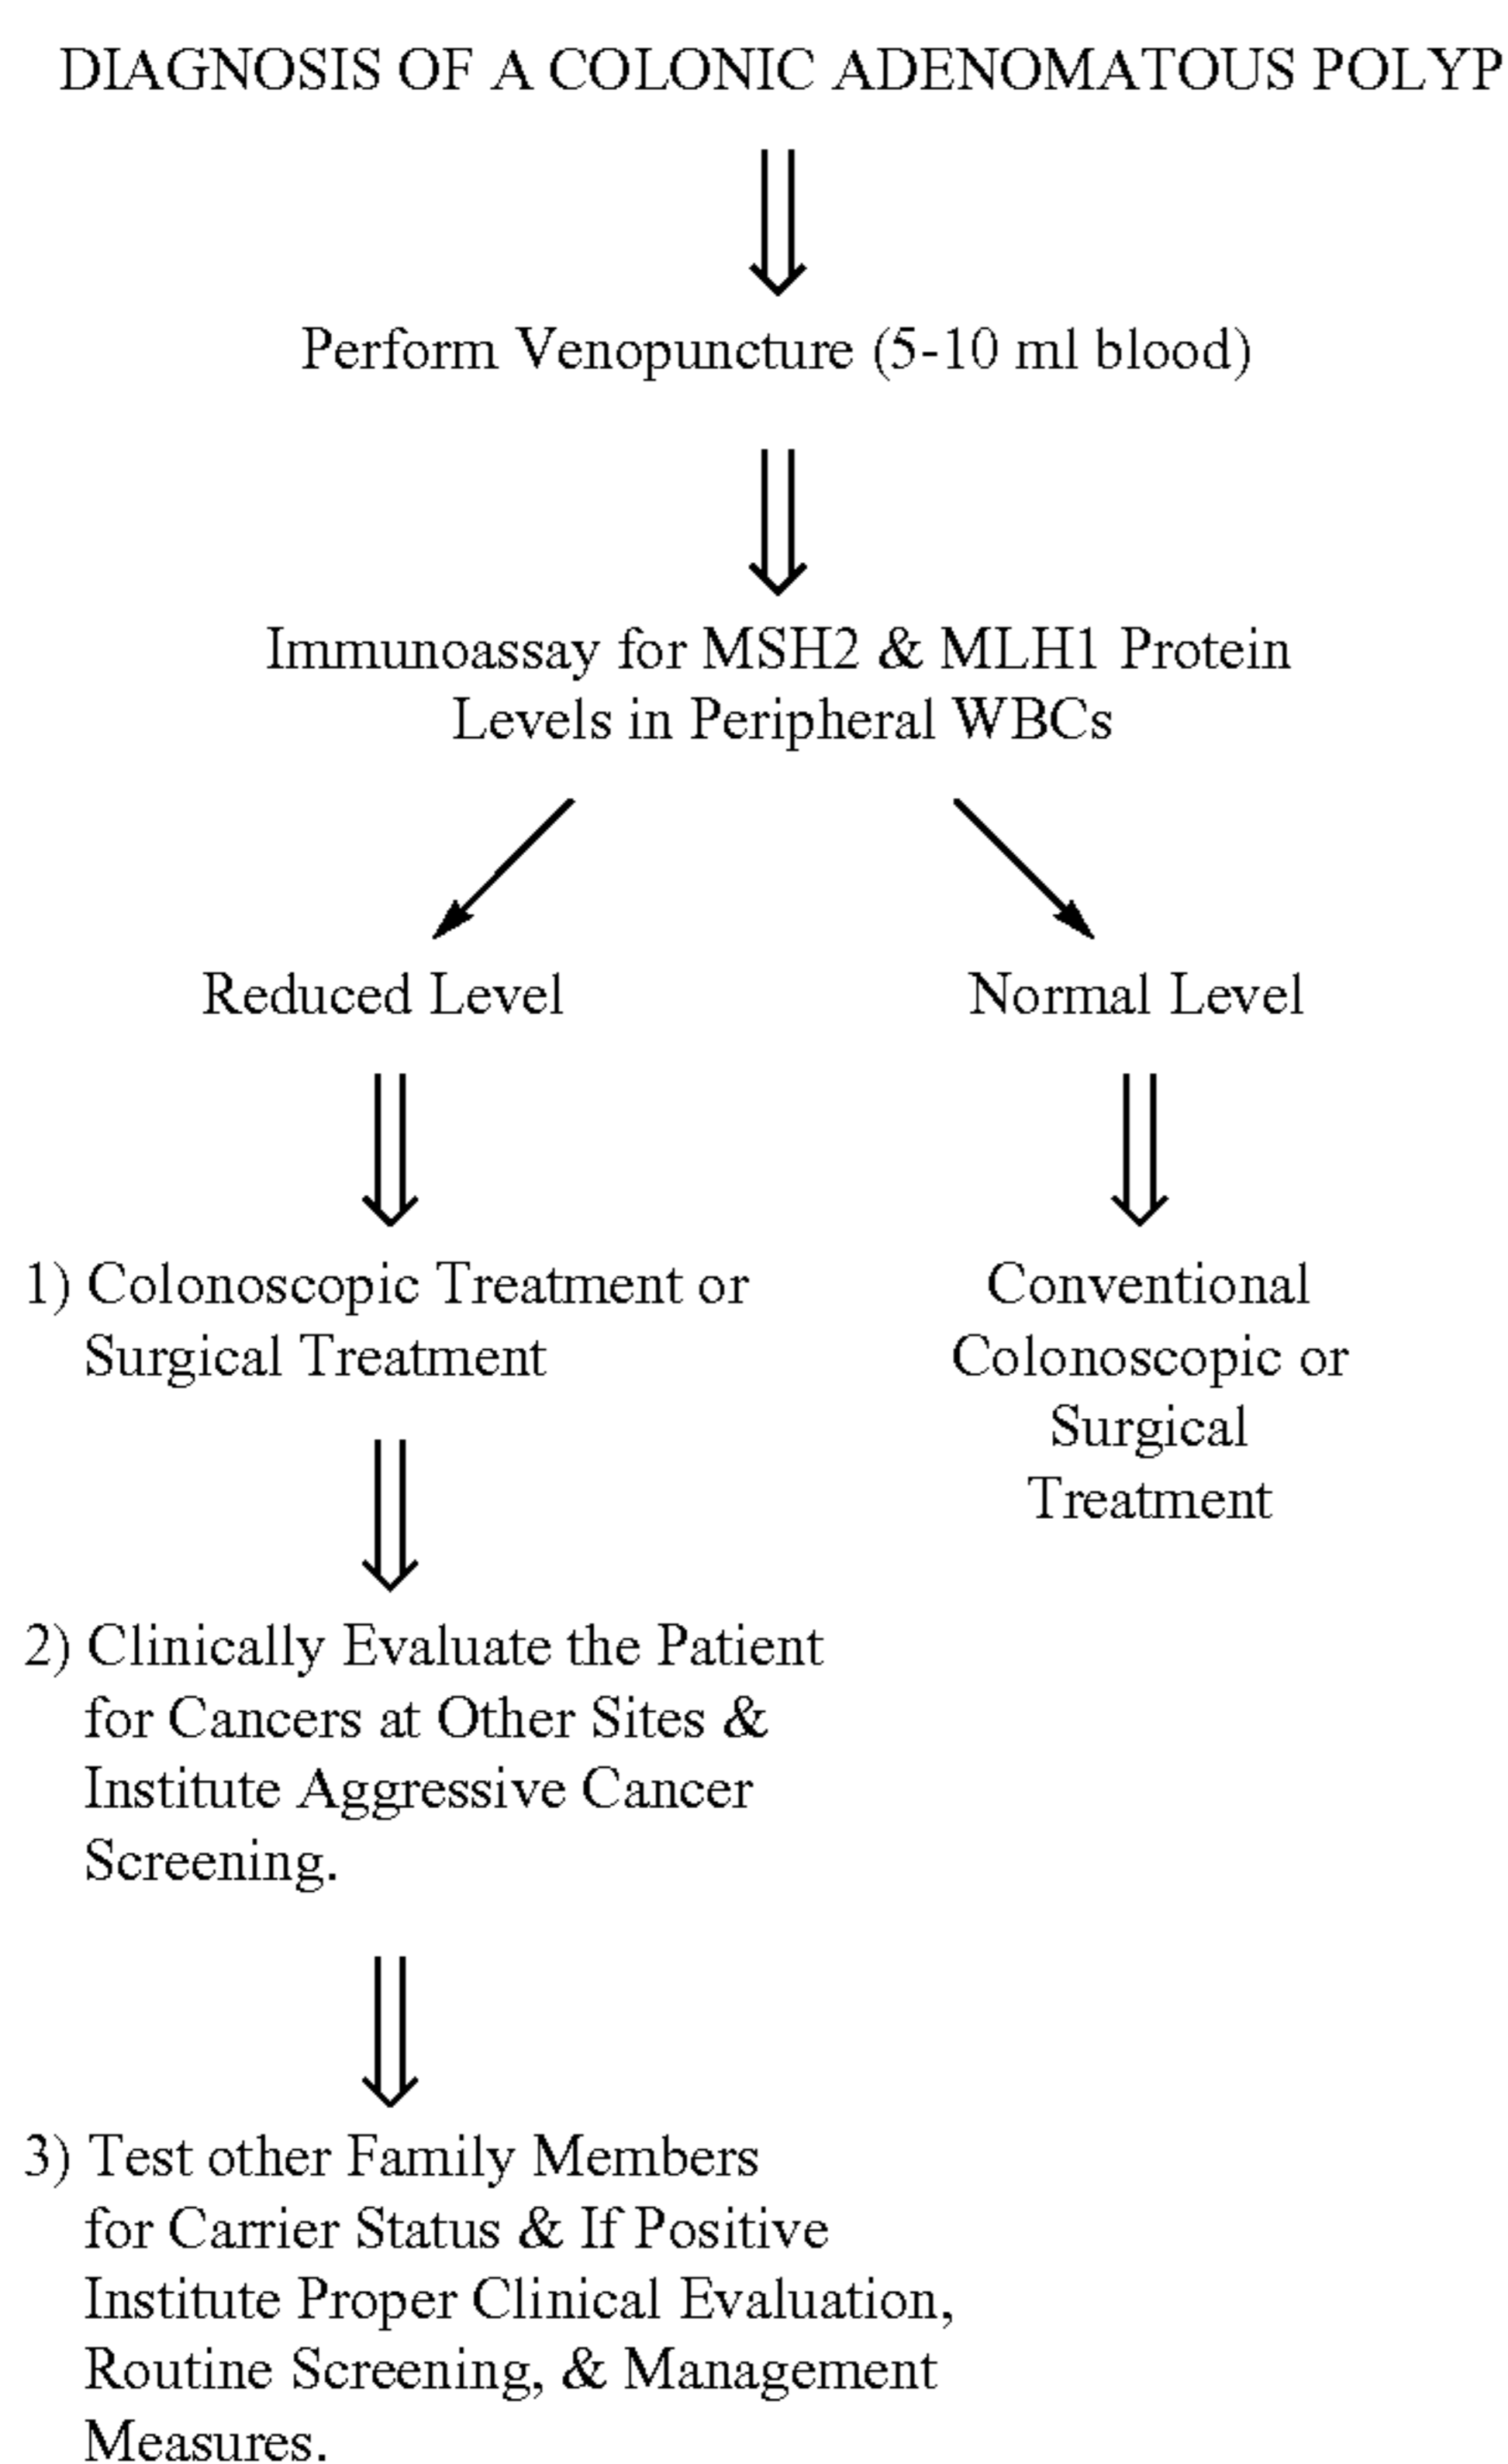 DIAGNOSIS OF A COLONIC ADENOMATOUS POLYP
Perform Venopuncture (5-10 ml blood)
Immunoassay for MSH2 & MLH1 Protein
Levels in Peripheral WBCs
Reduced Level
Normal Level
1) Colonoscopic Treatment or
Surgical Treatment
Conventional
Colonoscopic or
Surgical
Treatment
2) Clinically Evaluate the Patient
for Cancers at Other Sites &
Institute Aggressive Cancer
Screening.
3) Test other Family Members
for Carrier Status & If Positive
Institute Proper Clinical Evaluation,
Routine Screening, & Management
Measures.